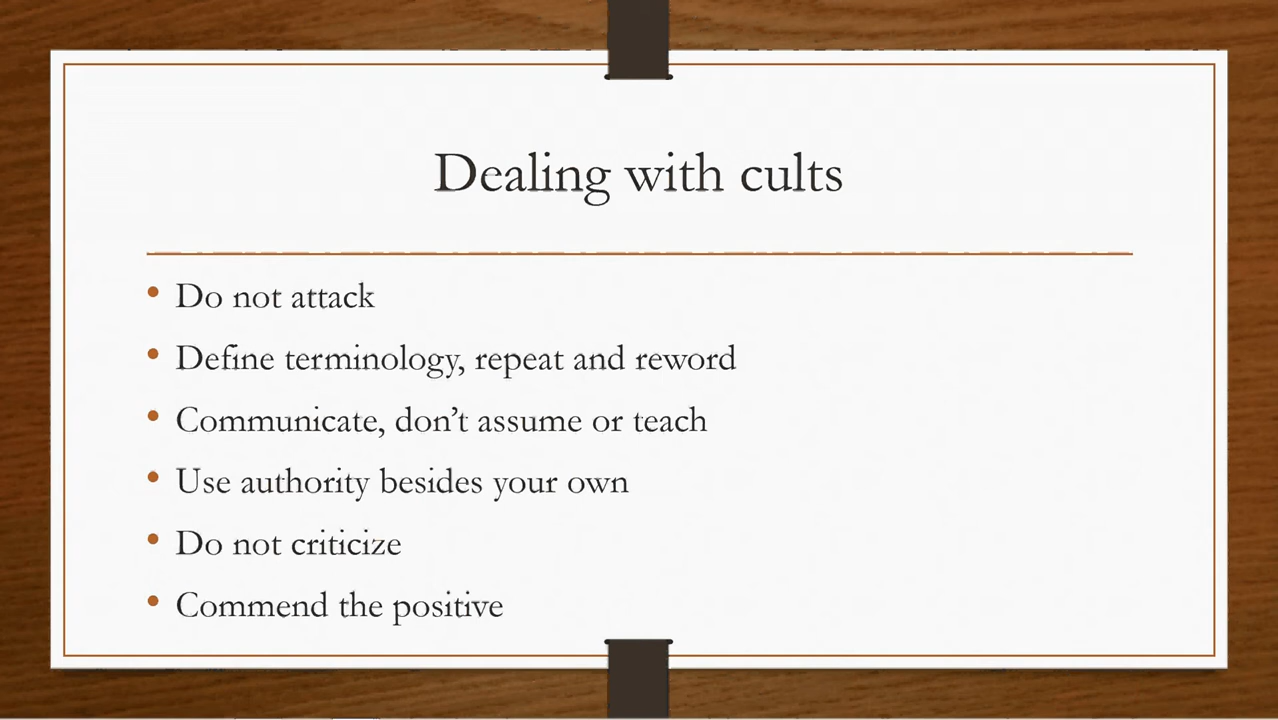 Dealing with cults
• Do not attack
• Define terminology, repeat and reword
• Communicate, don’t assume or teach
• Use authority besides your own
• Do not criticize
• Commend the positive